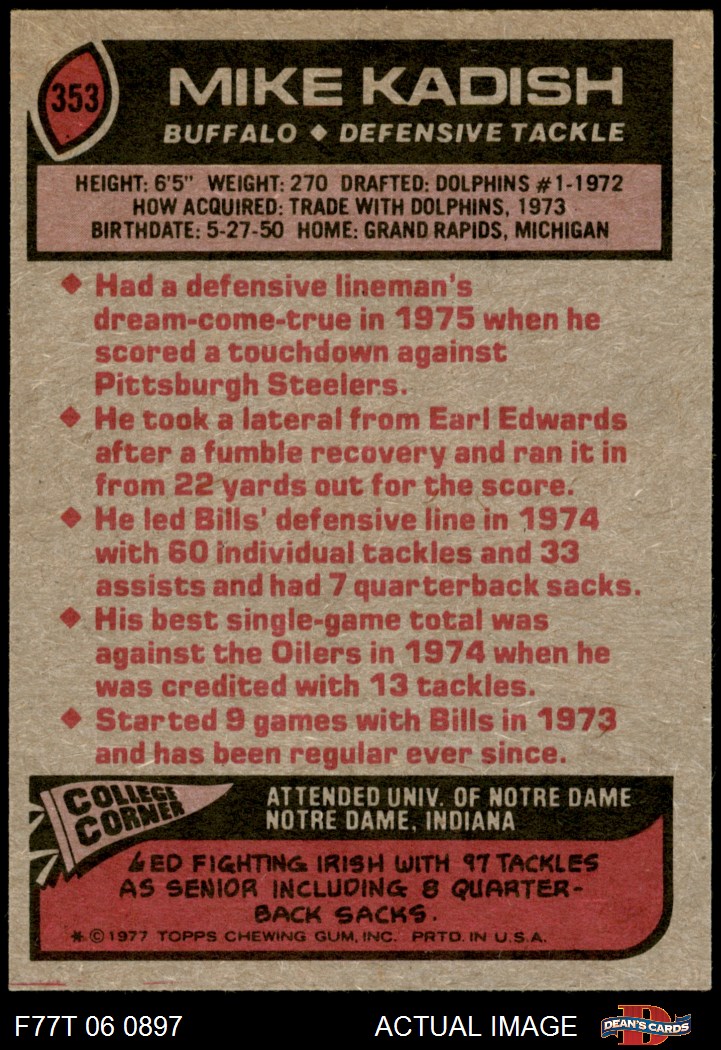 353
MIKE KADISH
BUFFALO ◆ DEFENSIVE TACKLE
HEIGHT: 6'5" WEIGHT: 270 DRAFTED: DOLPHINS #1-1972
HOW ACQUIRED: TRADE WITH DOLPHINS, 1973
BIRTHDATE: 5-27-50 HOME: GRAND RAPIDS, MICHIGAN
◆ Had a defensive lineman's
dream-come-true in 1975 when he
scored a touchdown against
Pittsburgh Steelers.
◆ He took a lateral from Earl Edwards
after a fumble recovery and ran it in
from 22 yards out for the score.
◆ He led Bills' defensive line in 1974
with 60 individual tackles and 33
assists and had 7 quarterback sacks.
◆ His best single-game total was
against the Oilers in 1974 when he
was credited with 13 tackles.
◆ Started 9 games with Bills in 1973
and has been regular ever since.
COLLEGE
CORNER
ATTENDED UNIV. OF NOTRE DAME
NOTRE DAME, INDIANA
LED FIGHTING IRISH WITH 97 TACKLES
AS SENIOR INCLUDING 8 QUARTER-
BACK SACKS.
* © 1977 TOPPS CHEWING GUM, INC. PRTD. IN U.S.A.
F77T 06 0897
ACTUAL IMAGE
D
DEAN'S CARDS